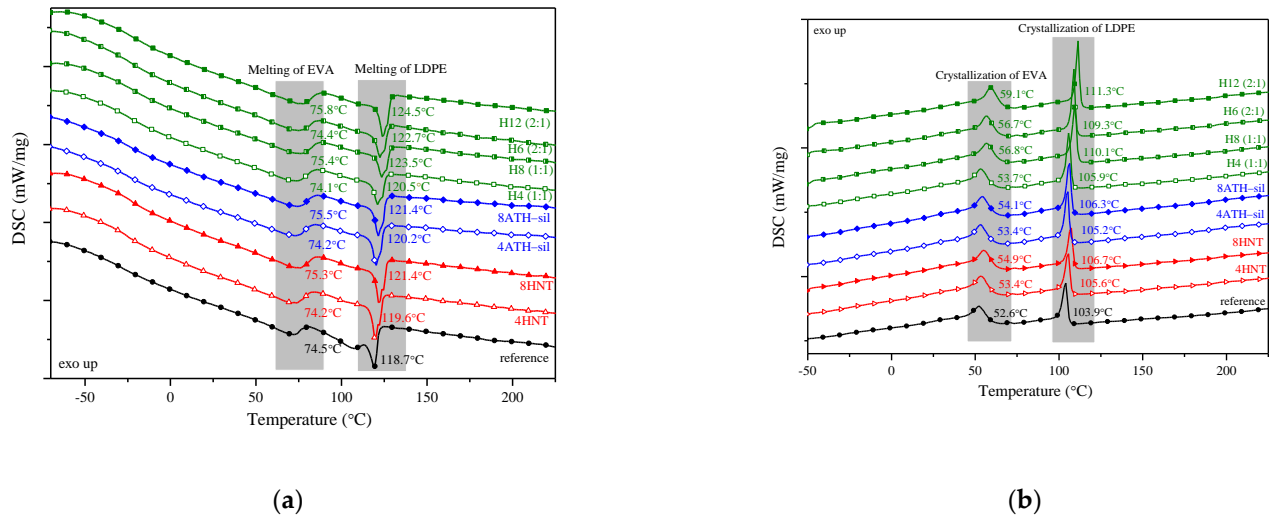 Melting of EVA
Melting of LDPE
75.8°C
124.5°C
H12 (2:1)
74.4°C
122.7°C
H6 (2:1)
75.4°C
123.5°C
H8 (1:1)
74.1°C
120.5°C
H4 (1:1)
75.5°C
121.4°C
8ATH–sil
74.2°C
120.2°C
4ATH–sil
75.3°C
121.4°C
8HNT
74.2°C
119.6°C
4HNT
74.5°C
118.7°C
reference
exo up
DSC (mW/mg)
-50 0 50 100 150 200
Temperature (°C)
(a)
exo up
Crystallization of LDPE
Crystallization of EVA
59.1°C
111.3°C
H12 (2:1)
56.7°C
109.3°C
H6 (2:1)
56.8°C
110.1°C
H8 (1:1)
53.7°C
105.9°C
H4 (1:1)
54.1°C
106.3°C
8ATH–sil
53.4°C
105.2°C
4ATH–sil
54.9°C
106.7°C
8HNT
53.4°C
105.6°C
4HNT
52.6°C
103.9°C
reference
DSC (mW/mg)
-50 0 50 100 150 200
Temperature (°C)
(b)